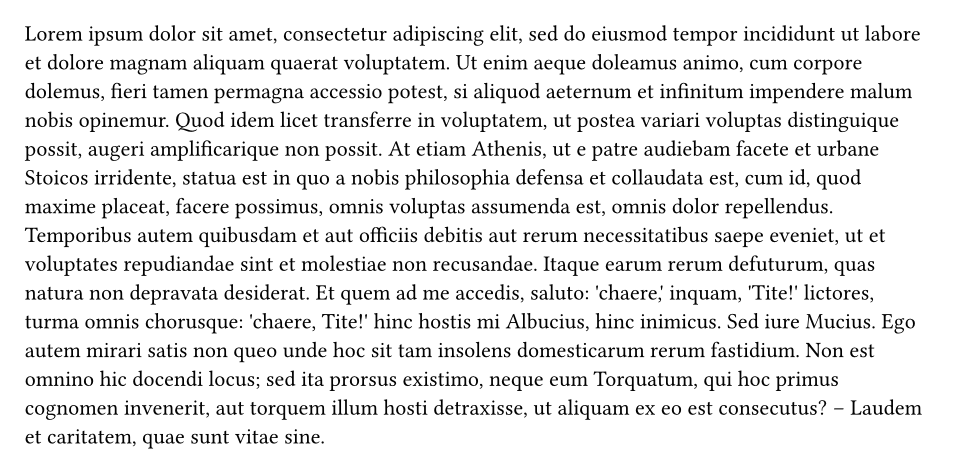 Lorem ipsum dolor sit amet, consectetur adipiscing elit, sed do eiusmod tempor incididunt ut labore
et dolore magnam aliquam quaerat voluptatem. Ut enim aeque doleamus animo, cum corpore
dolemus, fieri tamen permagna accessio potest, si aliquod aeternum et infinitum impendere malum
nobis opinemur. Quod idem licet transferre in voluptatem, ut postea variari voluptas distinguique
possit, augeri amplificarique non possit. At etiam Athenis, ut e patre audiebam facete et urbane
Stoicos irridente, statua est in quo a nobis philosophia defensa et collaudata est, cum id, quod
maxime placeat, facere possimus, omnis voluptas assumenda est, omnis dolor repellendus.
Temporibus autem quibusdam et aut officiis debitis aut rerum necessitatibus saepe eveniet, ut et
voluptates repudiandae sint et molestiae non recusandae. Itaque earum rerum defuturum, quas
natura non depravata desiderat. Et quem ad me accedis, saluto: 'chaere,' inquam, 'Tite!' lictores,
turma omnis chorusque: 'chaere, Tite!' hinc hostis mi Albucius, hinc inimicus. Sed iure Mucius. Ego
autem mirari satis non queo unde hoc sit tam insolens domesticarum rerum fastidium. Non est
omnino hic docendi locus; sed ita prorsus existimo, neque eum Torquatum, qui hoc primus
cognomen invenerit, aut torquem illum hosti detraxisse, ut aliquam ex eo est consecutus? – Laudem
et caritatem, quae sunt vitae sine.